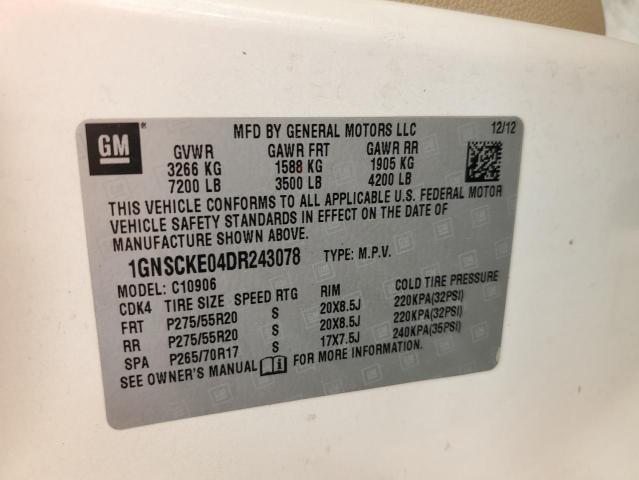 GM
MFD BY GENERAL MOTORS LLC 12/12
GVWR GAWR FRT GAWR RR
3266 KG 1588 KG 1905 KG
7200 LB 3500 LB 4200 LB
THIS VEHICLE CONFORMS TO ALL APPLICABLE U.S. FEDERAL MOTOR
VEHICLE SAFETY STANDARDS IN EFFECT ON THE DATE OF
MANUFACTURE SHOWN ABOVE.
1GNSCKE04DR243078 TYPE: M.P.V.
MODEL: C10906
CDK4 TIRE SIZE SPEED RTG RIM COLD TIRE PRESSURE
FRT P275/55R20 S 20X8.5J 220KPA(32PSI)
RR P275/55R20 S 20X8.5J 220KPA(32PSI)
SPA P265/70R17 S 17X7.5J 240KPA(35PSI)
SEE OWNER'S MANUAL FOR MORE INFORMATION.